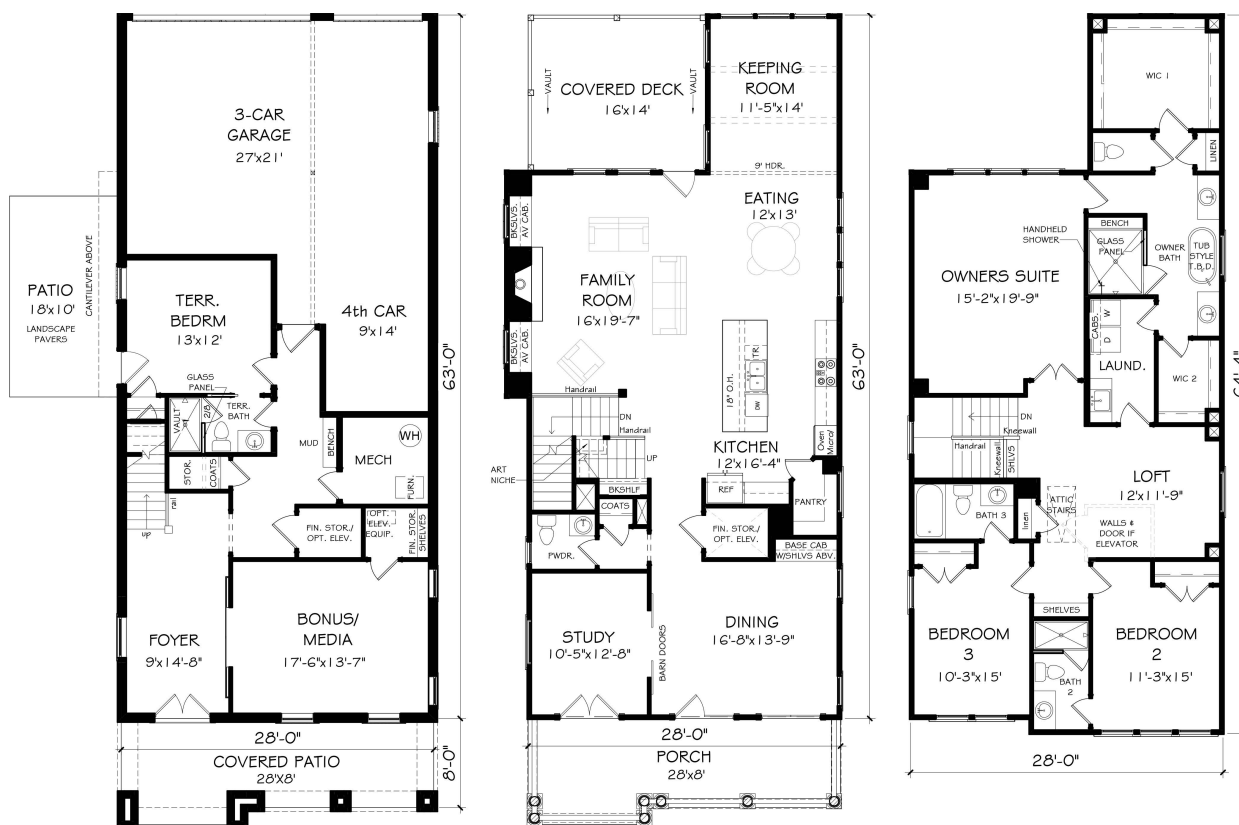 3-CAR
GARAGE
27'x21'
CANTILEVER ABOVE
PATIO
18'x10'
LANDSCAPE
PAVERS
TERR.
BEDRM
13'x12'
4th CAR
9'x14'
63'-0"
GLASS
PANEL
VAULT
2/8
TERR.
BATH
MUD
BENCH
WH
MECH
FURN.
STOR.
COATS
rail
up
FIN. STOR./
OPT. ELEV.
OPT.
ELEV.
EQUIP.
FIN. STOR.
SHELVES
FOYER
9'x14'-8"
BONUS/
MEDIA
17'-6"x13'-7"
28'-0"
COVERED PATIO
28'X8'
8'-0"
VAULT
COVERED DECK
16'x14'
VAULT
KEEPING
ROOM
11'-5"x14'
9' HDR.
EATING
12'x13'
BKSLVS.
AV CAB.
FAMILY
ROOM
16'x19'-7"
BKSLVS.
AV CAB.
63'-0"
18" O.H.
TRI
DW
Handrail
DN
Handrail
UP
KITCHEN
12'x16'-4"
Oven
Micro/
ART
NICHE
BKSHLF
REF
PANTRY
COATS
PWDR.
FIN. STOR./
OPT. ELEV.
BASE CAB
W/SHLVS ABV.
STUDY
10'-5"x12'-8"
BARN DOORS
DINING
16'-8"x13'-9"
28'-0"
PORCH
28'x8'
WIC 1
LINEN
HANDHELD
SHOWER
BENCH
GLASS
PANEL
OWNER
BATH
TUB
STYLE
T.B.D.
OWNERS SUITE
15'-2"x19'-9"
CABS.
W
D
LAUND.
WIC 2
64'-4"
DN
Kneewall
Handrail
Kneewall
SHLVS
LOFT
12'x11'-9"
BATH 3
linen
ATTIC
STAIRS
WALLS &
DOOR IF
ELEVATOR
SHELVES
BEDROOM
3
10'-3"x15'
BATH
2
BEDROOM
2
11'-3"x15'
28'-0"